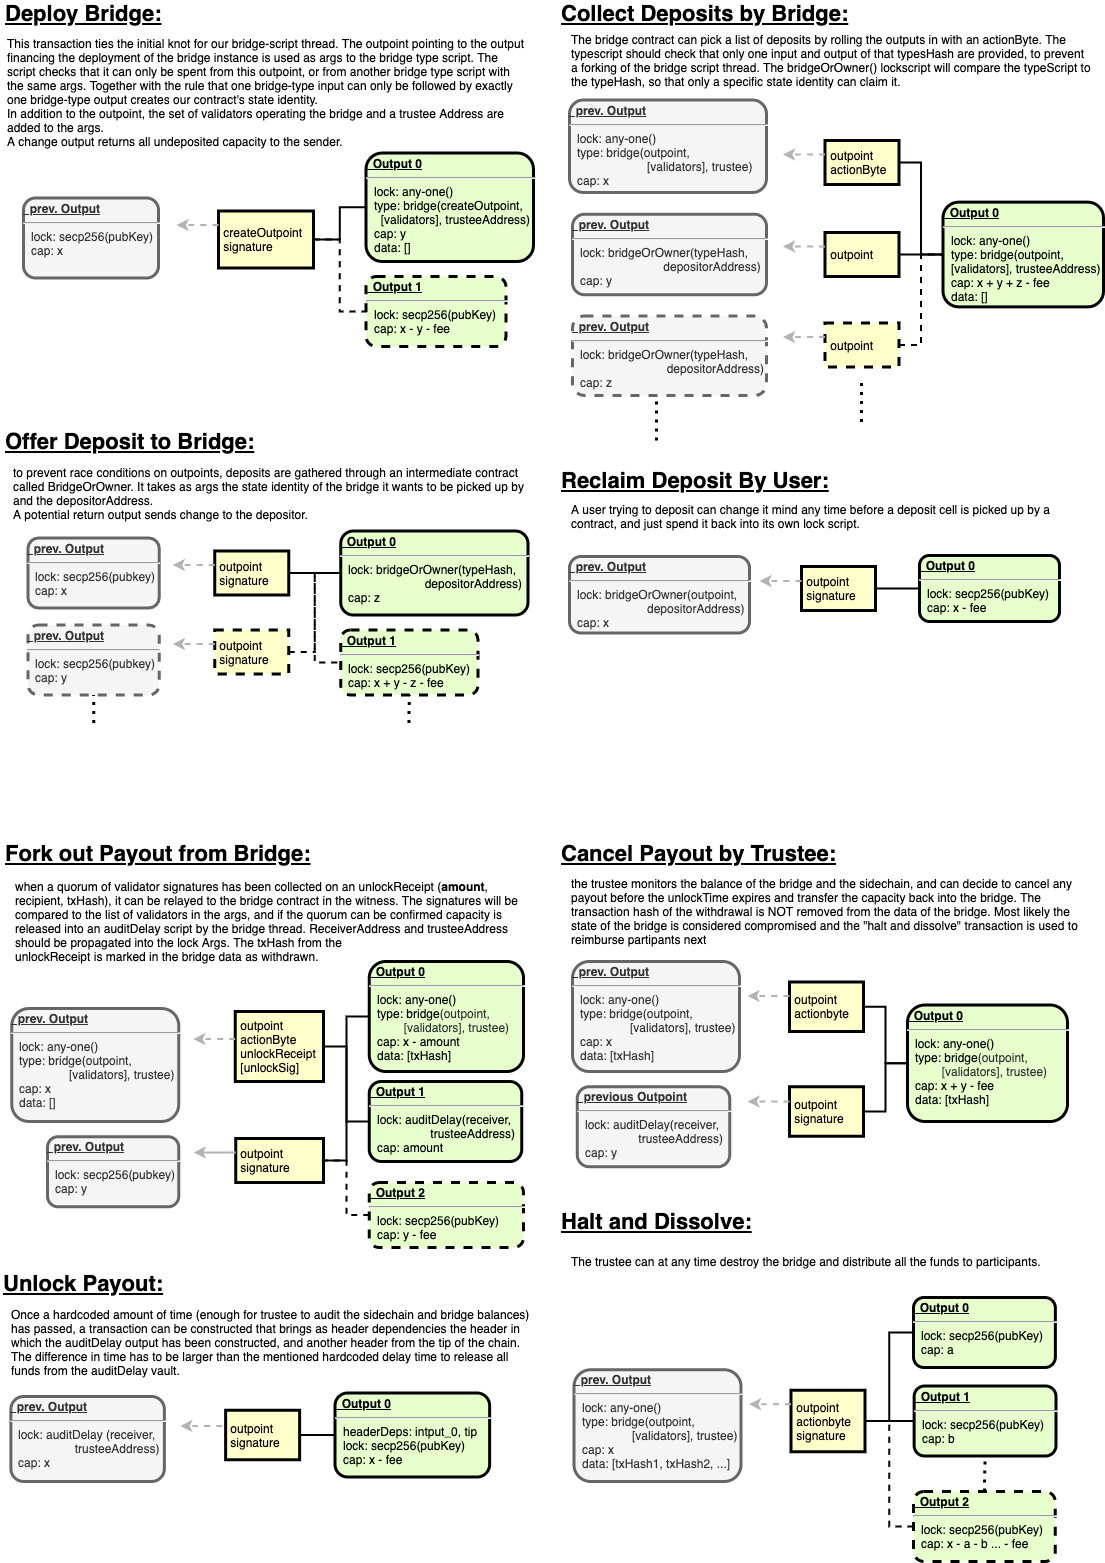 Deploy Bridge:
This transaction ties the initial knot for our bridge-script thread. The outpoint pointing to the output
financing the deployment of the bridge instance is used as args to the bridge type script. The
script checks that it can only be spent from this outpoint, or from another bridge type script with
the same args. Together with the rule that one bridge-type input can only be followed by exactly
one bridge-type output creates our contract's state identity.
In addition to the outpoint, the set of validators operating the bridge and a trustee Address are
added to the args.
A change output returns all undeposited capacity to the sender.
prev. Output
lock: secp256(pubKey)
cap: x
createOutpoint
signature
Output 0
lock: any-one()
type: bridge(createOutpoint,
[validators], trusteeAddress)
cap: y
data: []
Output 1
lock: secp256(pubKey)
cap: x - y - fee
Collect Deposits by Bridge:
The bridge contract can pick a list of deposits by rolling the outputs in with an actionByte. The
typescript should check that only one input and output of that typesHash are provided, to prevent
a forking of the bridge script thread. The bridgeOrOwner() lockscript will compare the typeScript to
the typeHash, so that only a specific state identity can claim it.
prev. Output
lock: any-one()
type: bridge(outpoint,
[validators], trustee)
cap: x
outpoint
actionByte
prev. Output
lock: bridgeOrOwner(typeHash,
depositorAddress)
cap: y
outpoint
prev. Output
lock: bridgeOrOwner(typeHash,
depositorAddress)
cap: z
outpoint
Output 0
lock: any-one()
type: bridge(outpoint,
[validators], trusteeAddress)
cap: x + y + z - fee
data: []
Offer Deposit to Bridge:
to prevent race conditions on outpoints, deposits are gathered through an intermediate contract
called BridgeOrOwner. It takes as args the state identity of the bridge it wants to be picked up by
and the depositorAddress.
A potential return output sends change to the depositor.
prev. Output
lock: secp256(pubkey)
cap: x
outpoint
signature
prev. Output
lock: secp256(pubkey)
cap: y
outpoint
signature
Output 0
lock: bridgeOrOwner(typeHash,
depositorAddress)
cap: z
Output 1
lock: secp256(pubKey)
cap: x + y - z - fee
Reclaim Deposit By User:
A user trying to deposit can change it mind any time before a deposit cell is picked up by a
contract, and just spend it back into its own lock script.
prev. Output
lock: bridgeOrOwner(outpoint,
depositorAddress)
cap: x
outpoint
signature
Output 0
lock: secp256(pubKey)
cap: x - fee
Fork out Payout from Bridge:
when a quorum of validator signatures has been collected on an unlockReceipt (amount,
recipient, txHash), it can be relayed to the bridge contract in the witness. The signatures will be
compared to the list of validators in the args, and if the quorum can be confirmed capacity is
released into an auditDelay script by the bridge thread. ReceiverAddress and trusteeAddress
should be propagated into the lock Args. The txHash from the
unlockReceipt is marked in the bridge data as withdrawn.
prev. Output
lock: any-one()
type: bridge(outpoint,
[validators], trustee)
cap: x
data: []
outpoint
actionByte
unlockReceipt
[unlockSig]
prev. Output
lock: secp256(pubkey)
cap: y
outpoint
signature
Output 0
lock: any-one()
type: bridge(outpoint,
[validators], trustee)
cap: x - amount
data: [txHash]
Output 1
lock: auditDelay(receiver,
trusteeAddress)
cap: amount
Output 2
lock: secp256(pubKey)
cap: y - fee
Cancel Payout by Trustee:
the trustee monitors the balance of the bridge and the sidechain, and can decide to cancel any
payout before the unlockTime expires and transfer the capacity back into the bridge. The
transaction hash of the withdrawal is NOT removed from the data of the bridge. Most likely the
state of the bridge is considered compromised and the "halt and dissolve" transaction is used to
reimburse partipants next
prev. Output
lock: any-one()
type: bridge(outpoint,
[validators], trustee)
cap: x
data: [txHash]
outpoint
actionbyte
previous Outpoint
lock: auditDelay(receiver,
trusteeAddress)
cap: y
outpoint
signature
Output 0
lock: any-one()
type: bridge(outpoint,
[validators], trustee)
cap: x + y - fee
data: [txHash]
Unlock Payout:
Once a hardcoded amount of time (enough for trustee to audit the sidechain and bridge balances)
has passed, a transaction can be constructed that brings as header dependencies the header in
which the auditDelay output has been constructed, and another header from the tip of the chain.
The difference in time has to be larger than the mentioned hardcoded delay time to release all
funds from the auditDelay vault.
prev. Output
lock: auditDelay (receiver,
trusteeAddress)
cap: x
outpoint
signature
Output 0
headerDeps: intput_0, tip
lock: secp256(pubKey)
cap: x - fee
Halt and Dissolve:
The trustee can at any time destroy the bridge and distribute all the funds to participants.
prev. Output
lock: any-one()
type: bridge(outpoint,
[validators], trustee)
cap: x
data: [txHash1, txHash2, ...]
outpoint
actionbyte
signature
Output 0
lock: secp256(pubKey)
cap: a
Output 1
lock: secp256(pubKey)
cap: b
Output 2
lock: secp256(pubKey)
cap: x - a - b ... - fee